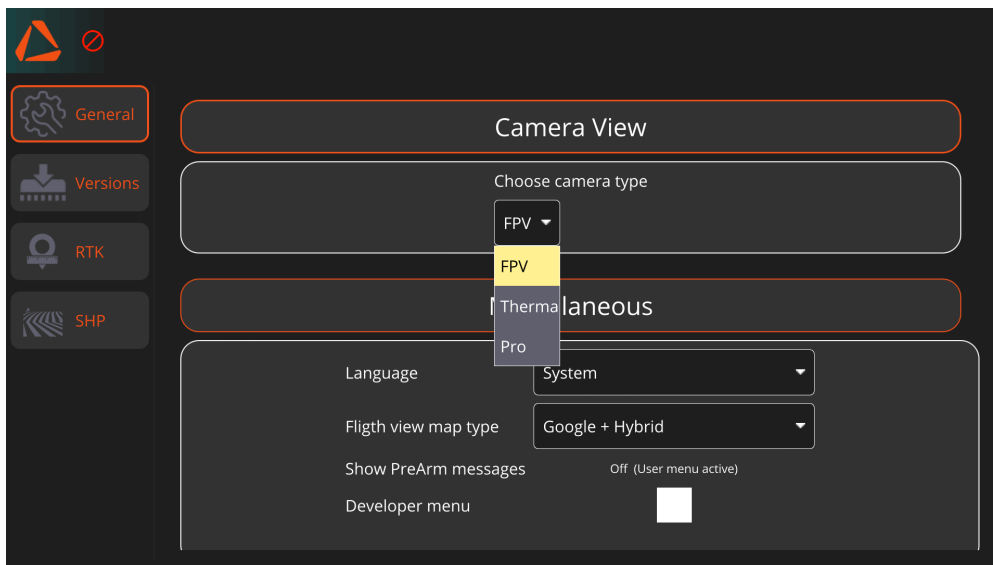 General
Versions
RTK
SHP
Camera View
Choose camera type
FPV
FPV
Therma
Pro
laneous
Language System
Fligth view map type Google + Hybrid
Show PreArm messages Off (User menu active)
Developer menu